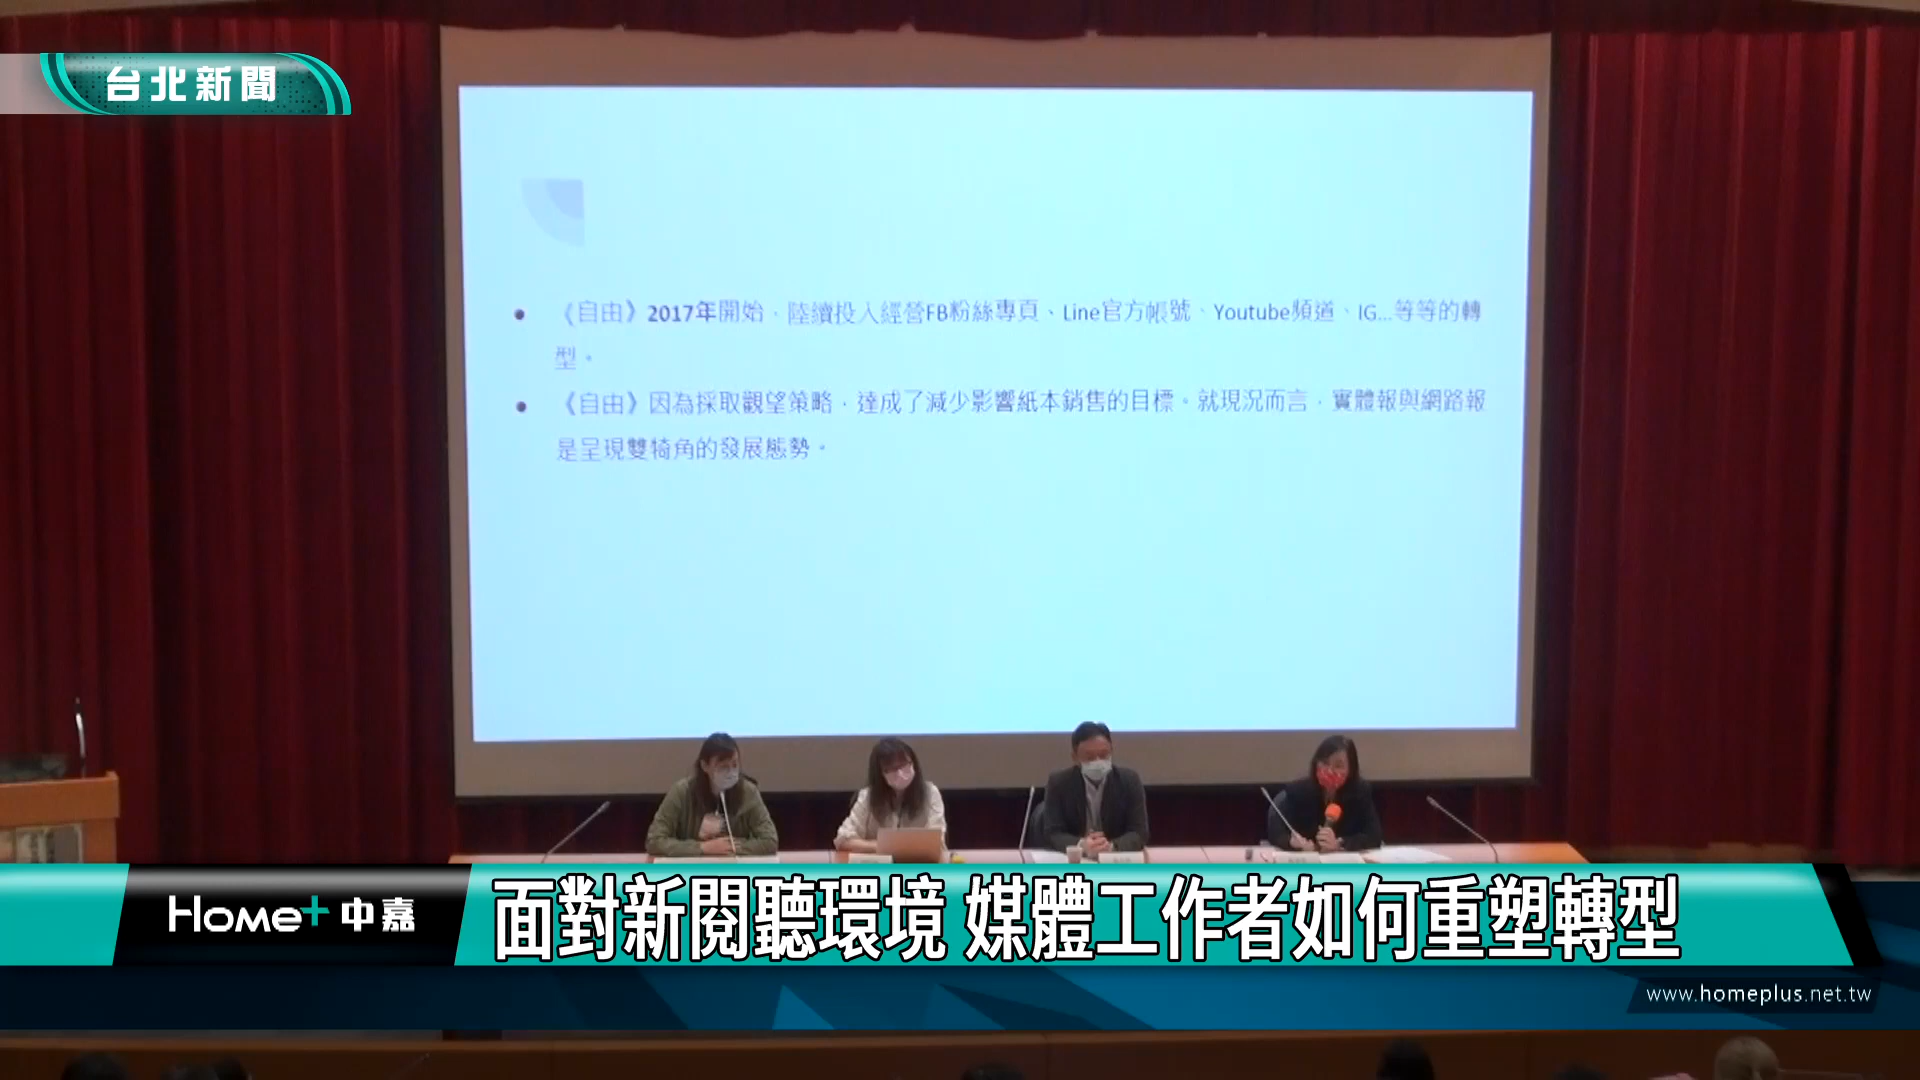 台北新聞
● 《自由》2017年開始，陸續投入經營FB粉絲專頁、Line官方帳號、Youtube頻道、IG...等等的轉
型。
● 《自由》因為採取觀望策略，達成了減少影響紙本銷售的目標。就現況而言，實體報與網路報
是呈現雙犄角的發展態勢。
Home+ 中嘉
面對新閱聽環境 媒體工作者如何重塑轉型
www.homeplus.net.tw